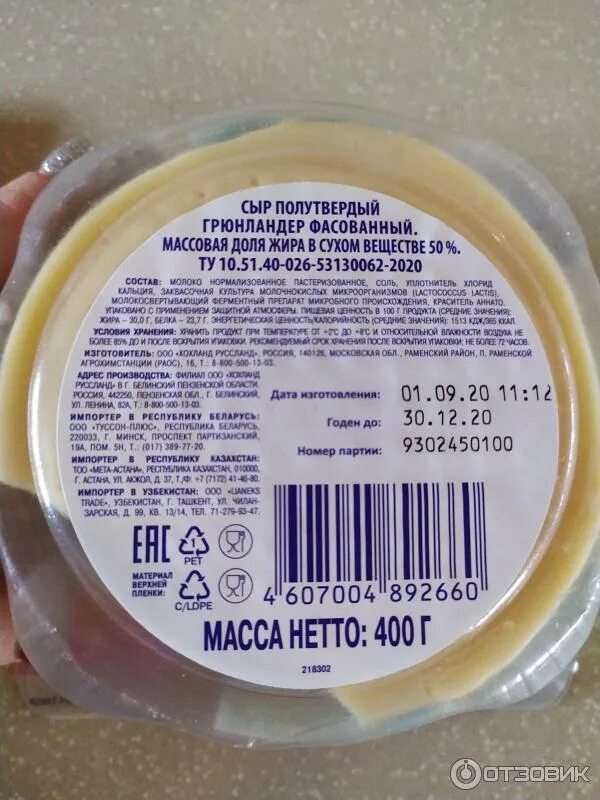 СЫР ПОЛУТВЕРДЫЙ
ГРЮНЛАНДЕР ФАСОВАННЫЙ.
МАССОВАЯ ДОЛЯ ЖИРА В СУХОМ ВЕЩЕСТВЕ 50 %.
ТУ 10.51.40-026-53130062-2020
СОСТАВ: МОЛОКО НОРМАЛИЗОВАННОЕ ПАСТЕРИЗОВАННОЕ, СОЛЬ, УПЛОТНИТЕЛЬ ХЛОРИД
КАЛЬЦИЯ, ЗАКВАСОЧНАЯ КУЛЬТУРА МОЛОЧНОКИСЛЫХ МИКРООРГАНИЗМОВ (LACTOCOCCUS LACTIS),
МОЛОКОСВЕРТЫВАЮЩИЙ ФЕРМЕНТНЫЙ ПРЕПАРАТ МИКРОБНОГО ПРОИСХОЖДЕНИЯ, КРАСИТЕЛЬ АННАТО.
УПАКОВАНО С ПРИМЕНЕНИЕМ ЗАЩИТНОЙ АТМОСФЕРЫ. ПИЩЕВАЯ ЦЕННОСТЬ В 100 Г ПРОДУКТА (СРЕДНИЕ ЗНАЧЕНИЯ):
ЖИРА – 30,0 Г, БЕЛКА – 23,7 Г. ЭНЕРГЕТИЧЕСКАЯ ЦЕННОСТЬ/КАЛОРИЙНОСТЬ (СРЕДНИЕ ЗНАЧЕНИЯ): 1513 КДЖ/365 ККАЛ.
УСЛОВИЯ ХРАНЕНИЯ: ХРАНИТЬ ПРОДУКТ ПРИ ТЕМПЕРАТУРЕ ОТ +2°С ДО +8°С И ОТНОСИТЕЛЬНОЙ ВЛАЖНОСТИ ВОЗДУХА НЕ
БОЛЕЕ 85% ДО И ПОСЛЕ ВСКРЫТИЯ УПАКОВКИ. РЕКОМЕНДУЕМЫЙ СРОК ХРАНЕНИЯ ПОСЛЕ ВСКРЫТИЯ УПАКОВКИ: НЕ БОЛЕЕ 72 ЧАСОВ.
ИЗГОТОВИТЕЛЬ: ООО «ХОХЛАНД РУССЛАНД», РОССИЯ, 140126, МОСКОВСКАЯ ОБЛ., РАМЕНСКИЙ РАЙОН, П. РАМЕНСКОЙ
АГРОХИМСТАНЦИИ (РАОС), 16, Т.: 8-800-500-13-03.
АДРЕС ПРОИЗВОДСТВА: ФИЛИАЛ ООО «ХОХЛАНД
РУССЛАНД» В Г. БЕЛИНСКИЙ ПЕНЗЕНСКОЙ ОБЛАСТИ.
РОССИЯ, 442250, ПЕНЗЕНСКАЯ ОБЛ., Г. БЕЛИНСКИЙ,
УЛ. ЛЕНИНА, 82А, Т.: 8-800-500-13-03.
ИМПОРТЕР В РЕСПУБЛИКУ БЕЛАРУСЬ:
ООО «ТУССОН-ПЛЮС», РЕСПУБЛИКА БЕЛАРУСЬ,
220033, Г. МИНСК, ПРОСПЕКТ ПАРТИЗАНСКИЙ,
19А, ПОМ. 5Н, Т.: (017) 389-77-20.
ИМПОРТЕР В РЕСПУБЛИКУ КАЗАХСТАН:
ТОО «МЕТА-АСТАНА», РЕСПУБЛИКА КАЗАХСТАН, 010000,
Г. АСТАНА, УЛ. АКЖОЛ, Д. 37, Т,Ф: +7 (7172) 41-46-80.
ИМПОРТЕР В УЗБЕКИСТАН: ООО «UANEKS
TRADE», УЗБЕКИСТАН, Г. ТАШКЕНТ, УЛ. ЧИЛАН-
ЗАРСКАЯ, Д. 99, КВ. 13/14, ТЕЛ. 71-279-93-47.
Дата изготовления: 01.09.20 11:12
Годен до: 30.12.20
Номер партии: 9302450100
EAC
1
PET
МАТЕРИАЛ
ВЕРХНЕЙ
ПЛЕНКИ:
C/LDPE
4 607004 892660
МАССА НЕТТО: 400 Г
218302
ОТЗОВИК